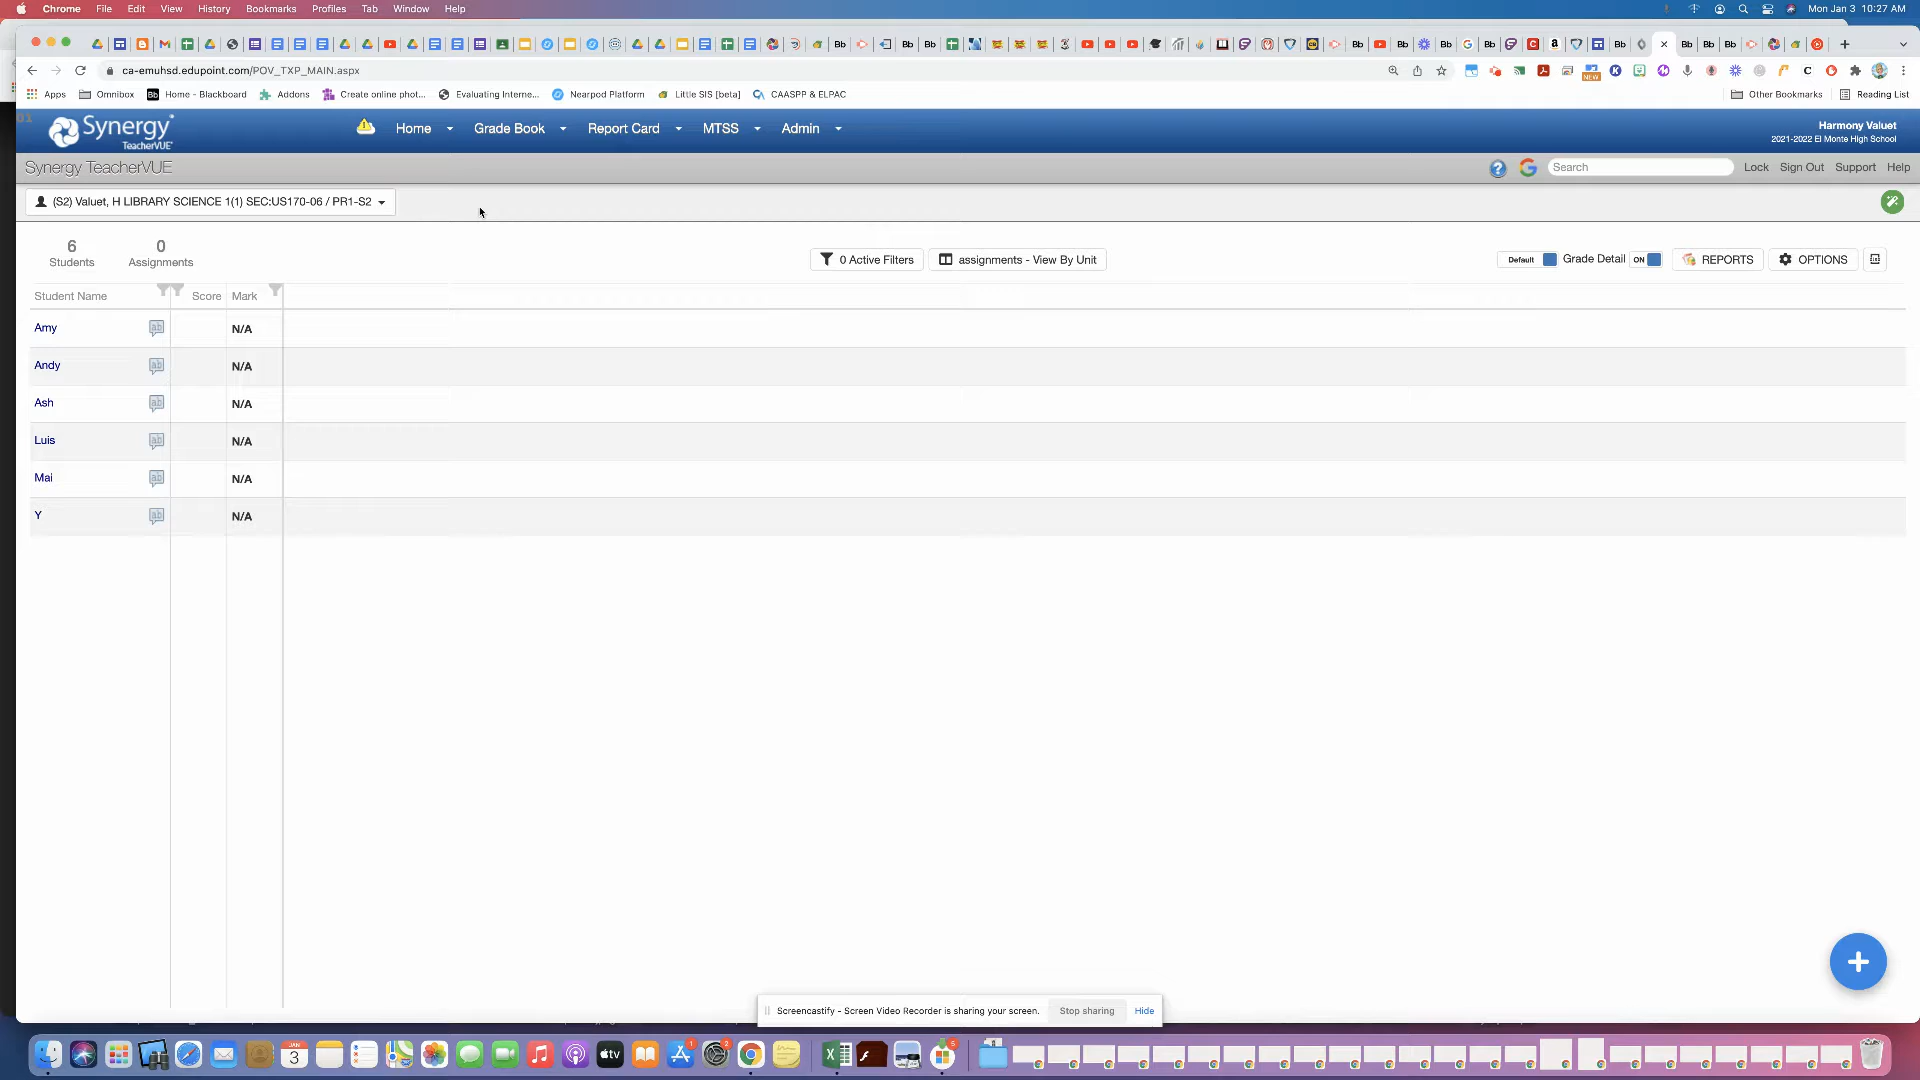 Chrome File Edit View History Bookmarks Profiles Tab Window Help Mon Jan 3 10:27 AM
ca-emuhsd.edupoint.com/POV_TXP_MAIN.aspx
NEW
Apps Omnibox Home - Blackboard Addons Create online phot... Evaluating Interne... Nearpod Platform Little SIS [beta] CAASPP & ELPAC Other Bookmarks Reading List
Synergy TeacherVUE Home Grade Book Report Card MTSS Admin Harmony Valuet
2021-2022 El Monte High School
Synergy TeacherVUE Search Lock Sign Out Support Help
(S2) Valuet, H LIBRARY SCIENCE 1(1) SEC:US170-06 / PR1-S2
6 0
Students Assignments
0 Active Filters assignments - View By Unit Default Grade Detail ON REPORTS OPTIONS
Student Name Score Mark
Amy N/A
Andy N/A
Ash N/A
Luis N/A
Mai N/A
Y N/A
Screencastify - Screen Video Recorder is sharing your screen. Stop sharing Hide
JAN
3
tv